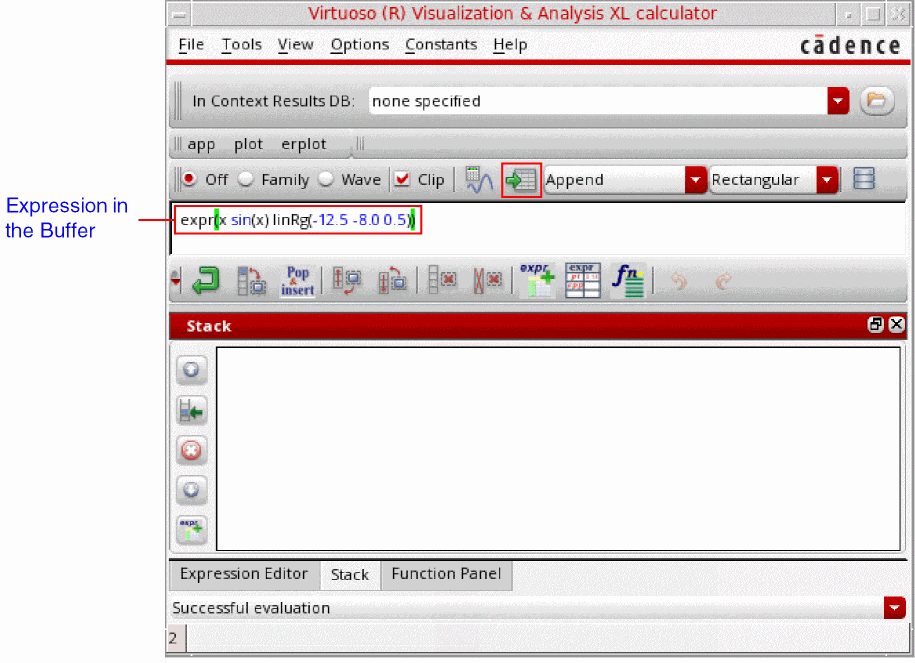 Virtuoso (R) Visualization & Analysis XL calculator
File Tools View Options Constants Help
cādence
In Context Results DB: none specified
app plot erplot
Off Family Wave Clip Append Rectangular
Expression in
the Buffer
expr(x sin(x) linRg(-12.5 -8.0 0.5))
Pop
&
insert
expr
expr
fn
Stack
expr
Expression Editor Stack Function Panel
Successful evaluation
2